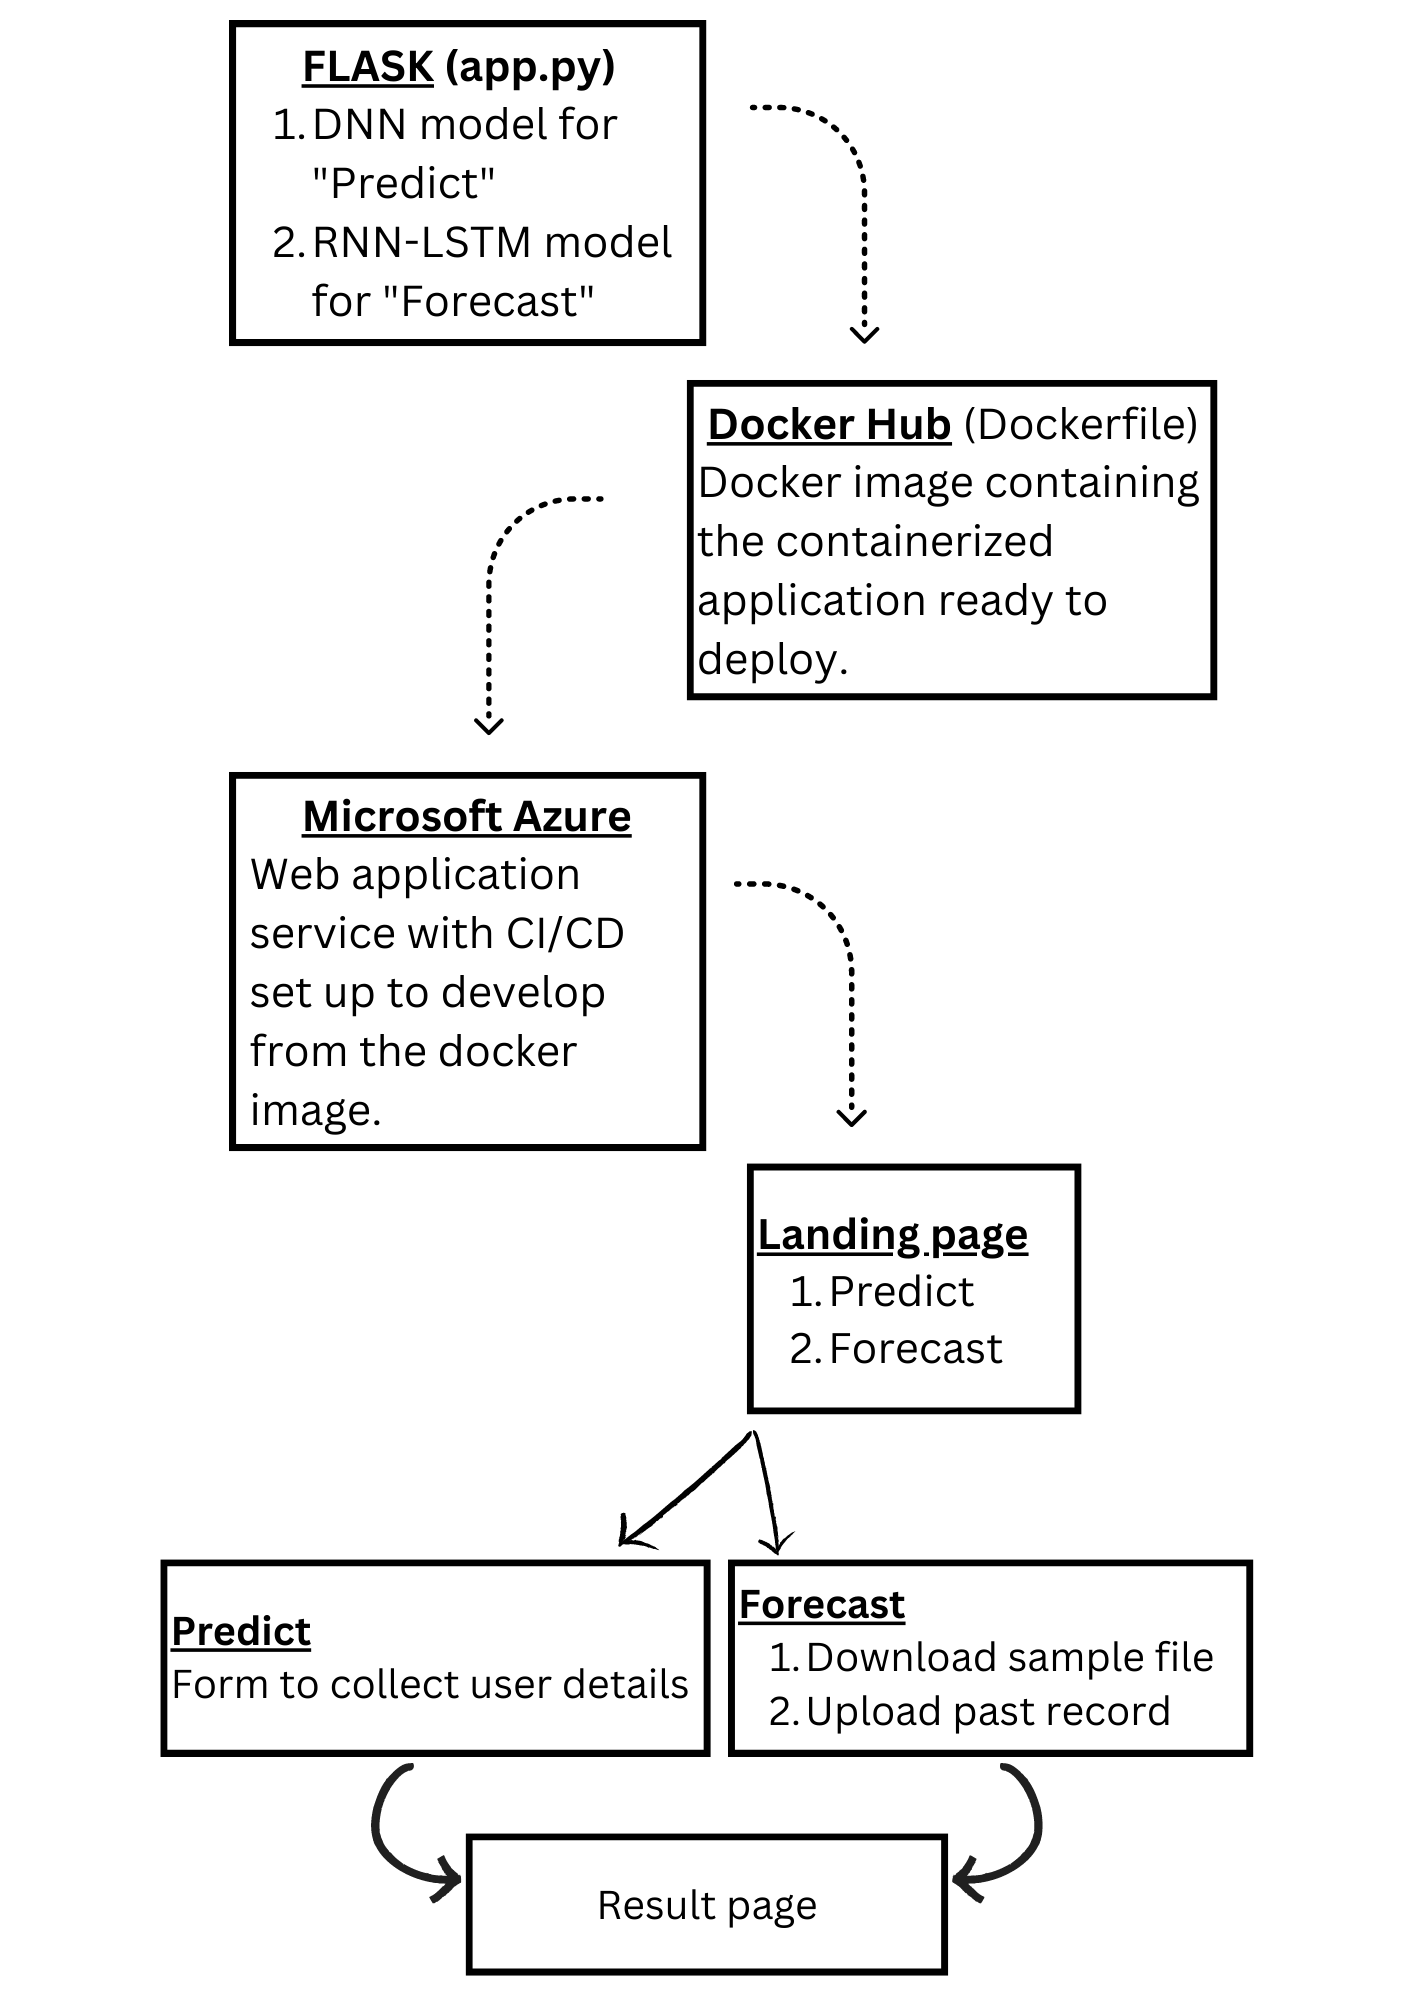 FLASK (app.py)
1. DNN model for
"Predict"
2. RNN-LSTM model
for "Forecast"
Docker Hub (Dockerfile)
Docker image containing
the containerized
application ready to
deploy.
Microsoft Azure
Web application
service with CI/CD
set up to develop
from the docker
image.
Landing page
1. Predict
2. Forecast
Predict
Form to collect user details
Forecast
1. Download sample file
2. Upload past record
Result page